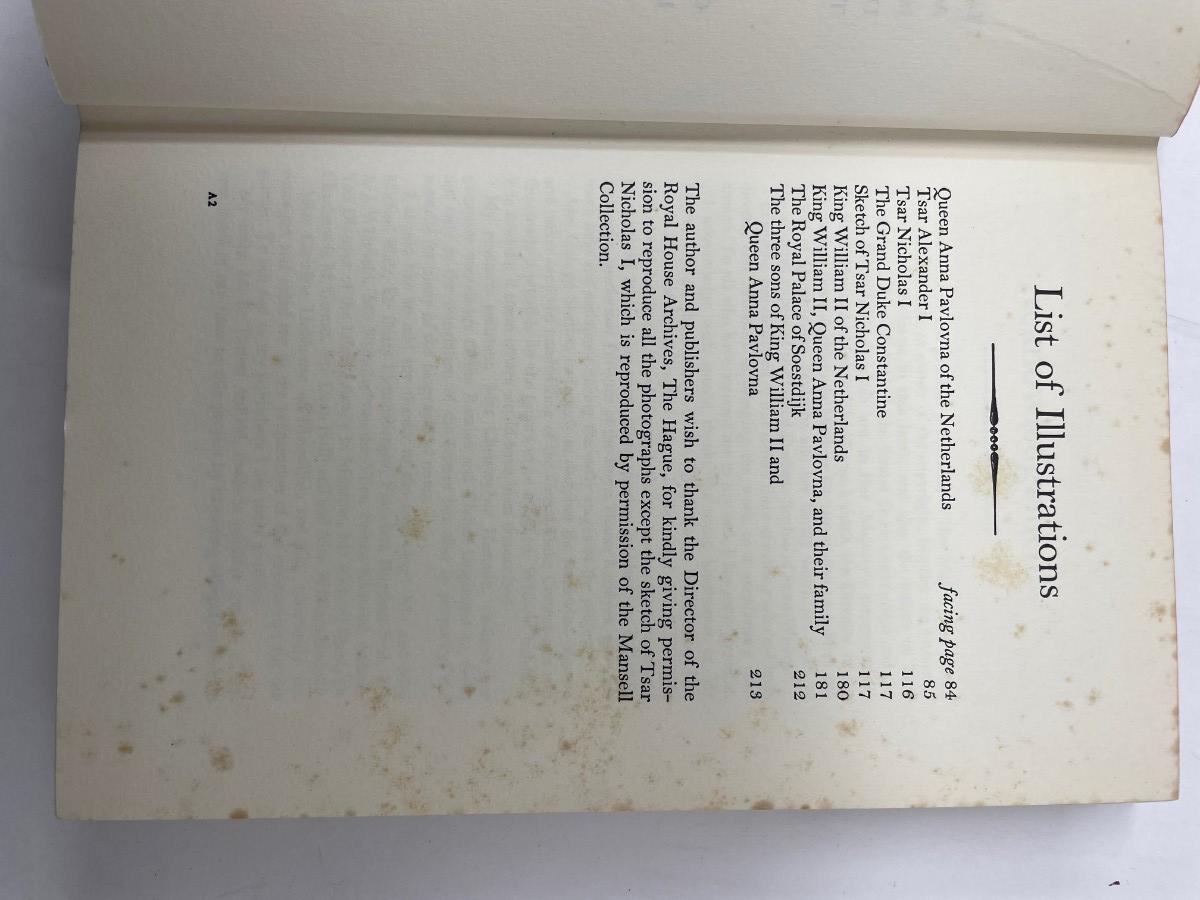 List of Illustrations
Queen Anna Pavlovna of the Netherlands facing page 84
Tsar Alexander I 85
Tsar Nicholas I 116
The Grand Duke Constantine 117
Sketch of Tsar Nicholas I 117
King William II of the Netherlands 180
King William II, Queen Anna Pavlovna, and their family 181
The Royal Palace of Soestdijk 212
The three sons of King William II and
Queen Anna Pavlovna 213
The author and publishers wish to thank the Director of the
Royal House Archives, The Hague, for kindly giving permis-
sion to reproduce all the photographs except the sketch of Tsar
Nicholas I, which is reproduced by permission of the Mansell
Collection.
A2